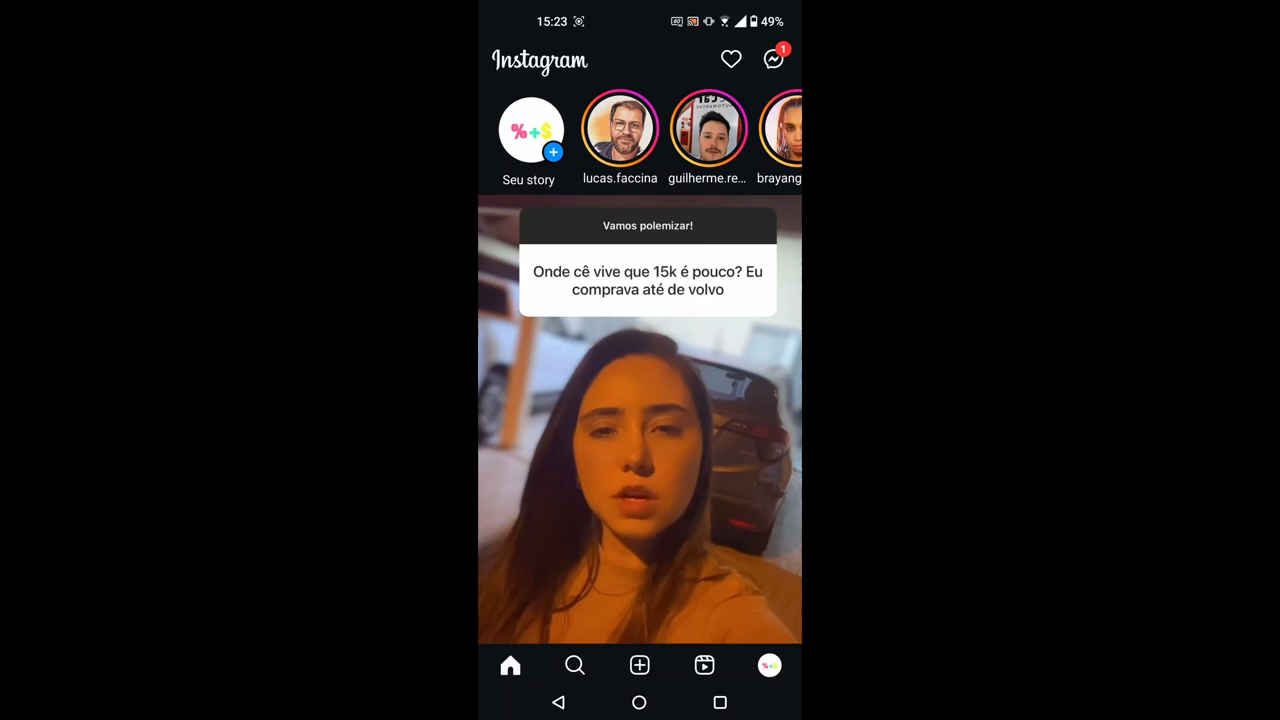 15:23
49%
Instagram
1
%+$
Seu story
lucas.faccina
guilherme.re...
brayang
Vamos polemizar!
Onde cê vive que 15k é pouco? Eu
comprava até de volvo
%+$